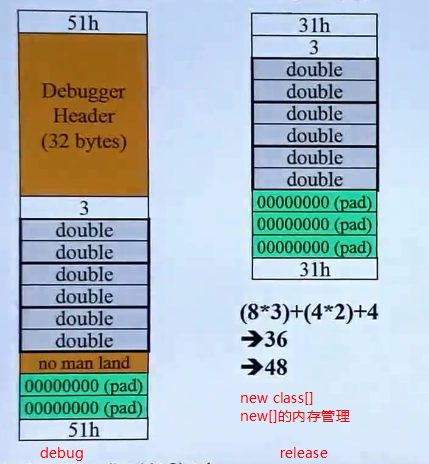 51h
Debugger
Header
(32 bytes)
3
double
double
double
double
double
double
no man land
00000000 (pad)
00000000 (pad)
51h
debug
31h
3
double
double
double
double
double
double
00000000 (pad)
00000000 (pad)
00000000 (pad)
31h
(8*3)+(4*2)+4
➔36
➔48
new class[]
new[]的内存管理
release